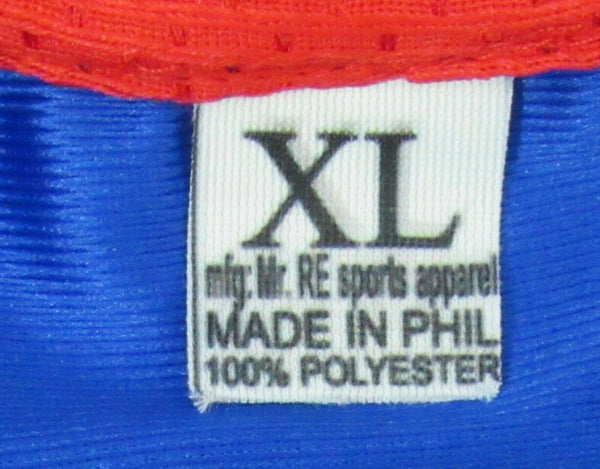 XL
mfg: Mr. RE sports apparel
MADE IN PHIL
100% POLYESTER